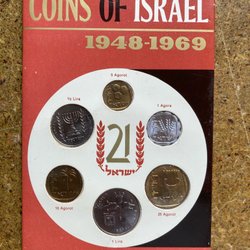 COINS OF ISRAEL
1948-1969
5 Agorot
½ Lira
1 Agora
21
ישראל
10 Agorot
25 Agorot
1 Lira